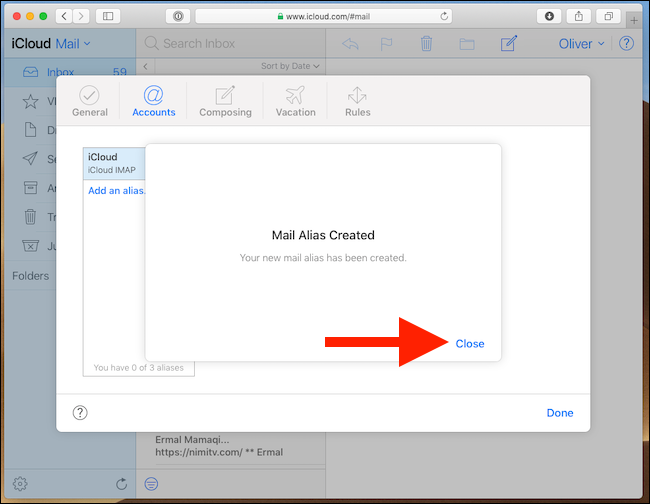 www.icloud.com/#mail
iCloud Mail
Search Inbox
Oliver
?
Inbox 59
Sort by Date
General
Accounts
Composing
Vacation
Rules
iCloud
iCloud IMAP
Add an alias.
Mail Alias Created
Your new mail alias has been created.
Close
You have 0 of 3 aliases
Folders
?
Done
Ermal Mamaqi...
https://nimitv.com/ ** Ermal